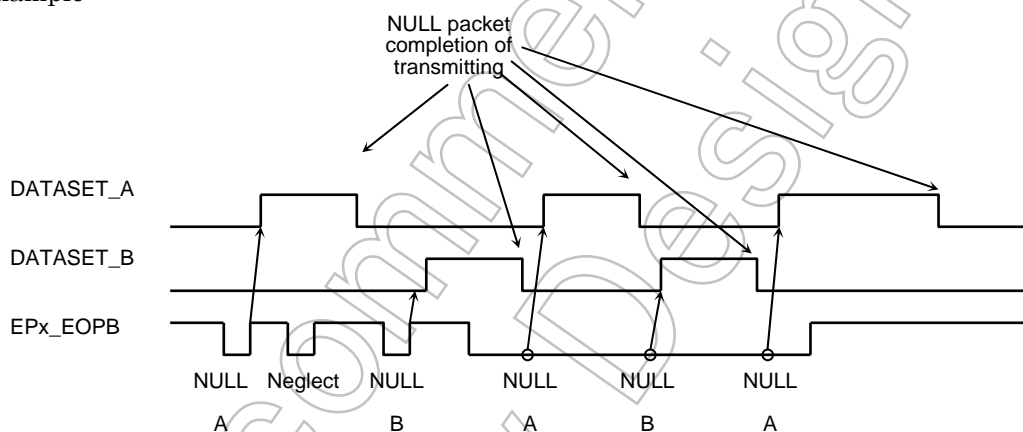 NULL packet
completion of
transmitting
DATASET_A
DATASET_B
EPx_EOPB
NULL Neglect NULL NULL NULL NULL
A B A B A